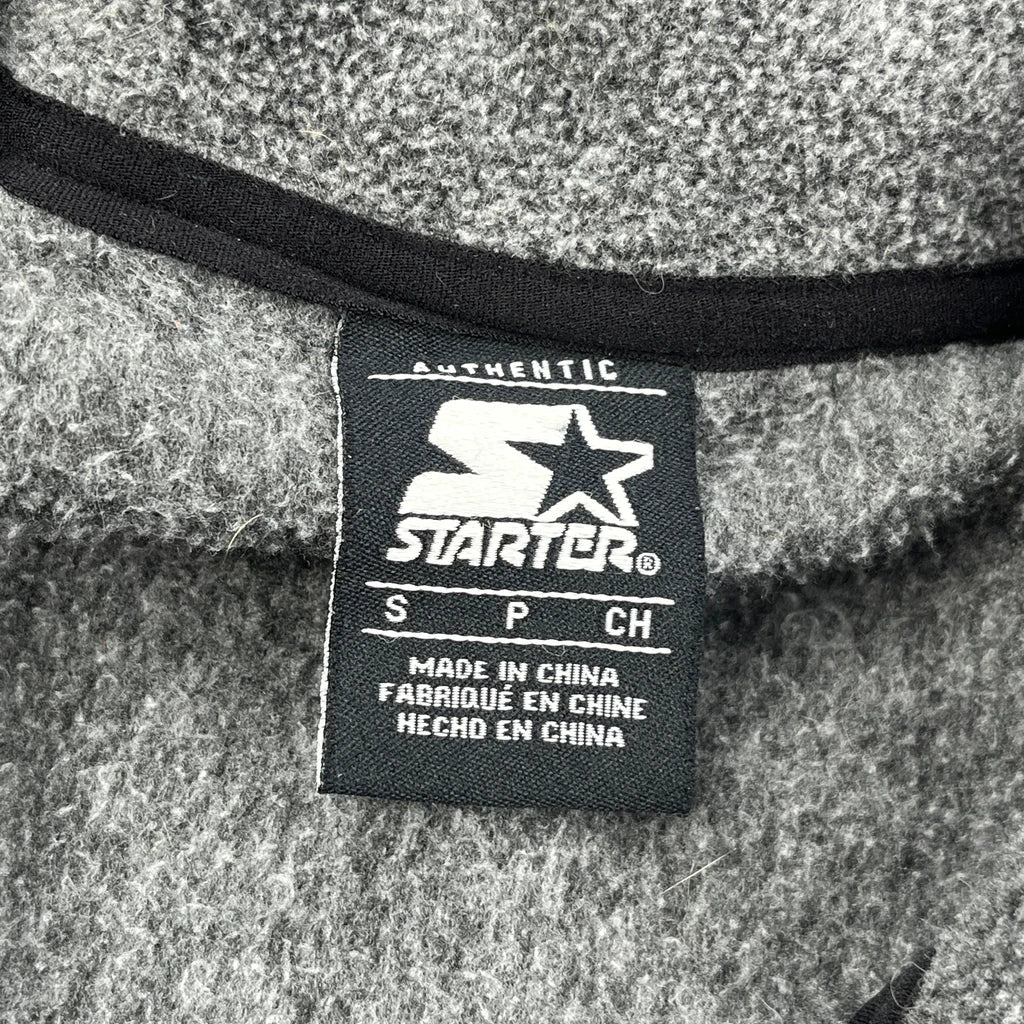 AUTHENTIC
STARTER®
S P CH
MADE IN CHINA
FABRIQUÉ EN CHINE
HECHO EN CHINA